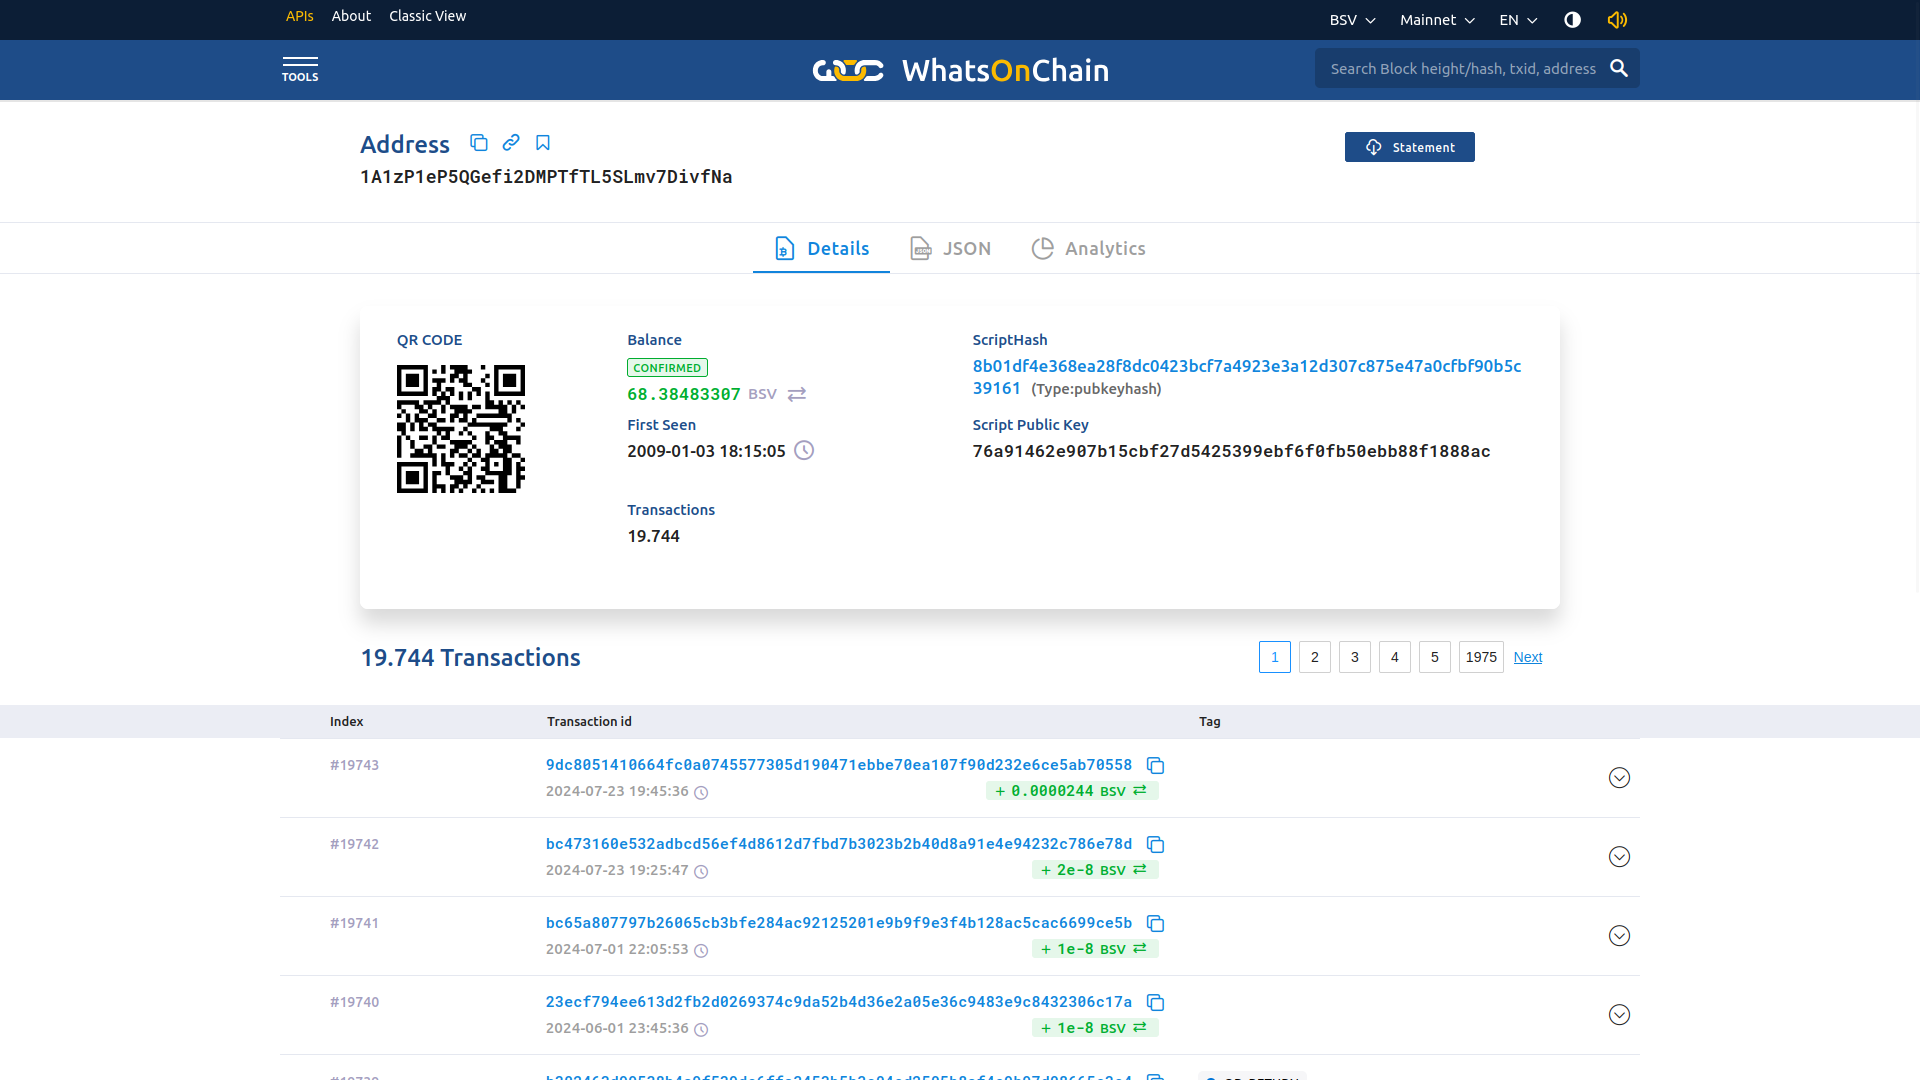 APIs About Classic View BSV Mainnet EN
TOOLS WhatsOnChain Search Block height/hash, txid, address
Address
1A1zP1eP5QGefi2DMPTfTL5SLmv7DivfNa
Statement
Details JSON Analytics
QR CODE
Balance
CONFIRMED
68.38483307 BSV
First Seen
2009-01-03 18:15:05
Transactions
19.744
ScriptHash
8b01df4e368ea28f8dc0423bcf7a4923e3a12d307c875e47a0cfbf90b5c
39161 (Type:pubkeyhash)
Script Public Key
76a91462e907b15cbf27d5425399ebf6f0fb50ebb88f1888ac
19.744 Transactions 1 2 3 4 5 1975 Next
Index Transaction id Tag
#19743 9dc8051410664fc0a0745577305d190471ebbe70ea107f90d232e6ce5ab70558
2024-07-23 19:45:36 + 0.0000244 BSV
#19742 bc473160e532adbcd56ef4d8612d7fbd7b3023b2b40d8a91e4e94232c786e78d
2024-07-23 19:25:47 + 2e-8 BSV
#19741 bc65a807797b26065cb3bfe284ac92125201e9b9f9e3f4b128ac5cac6699ce5b
2024-07-01 22:05:53 + 1e-8 BSV
#19740 23ecf794ee613d2fb2d0269374c9da52b4d36e2a05e36c9483e9c8432306c17a
2024-06-01 23:45:36 + 1e-8 BSV